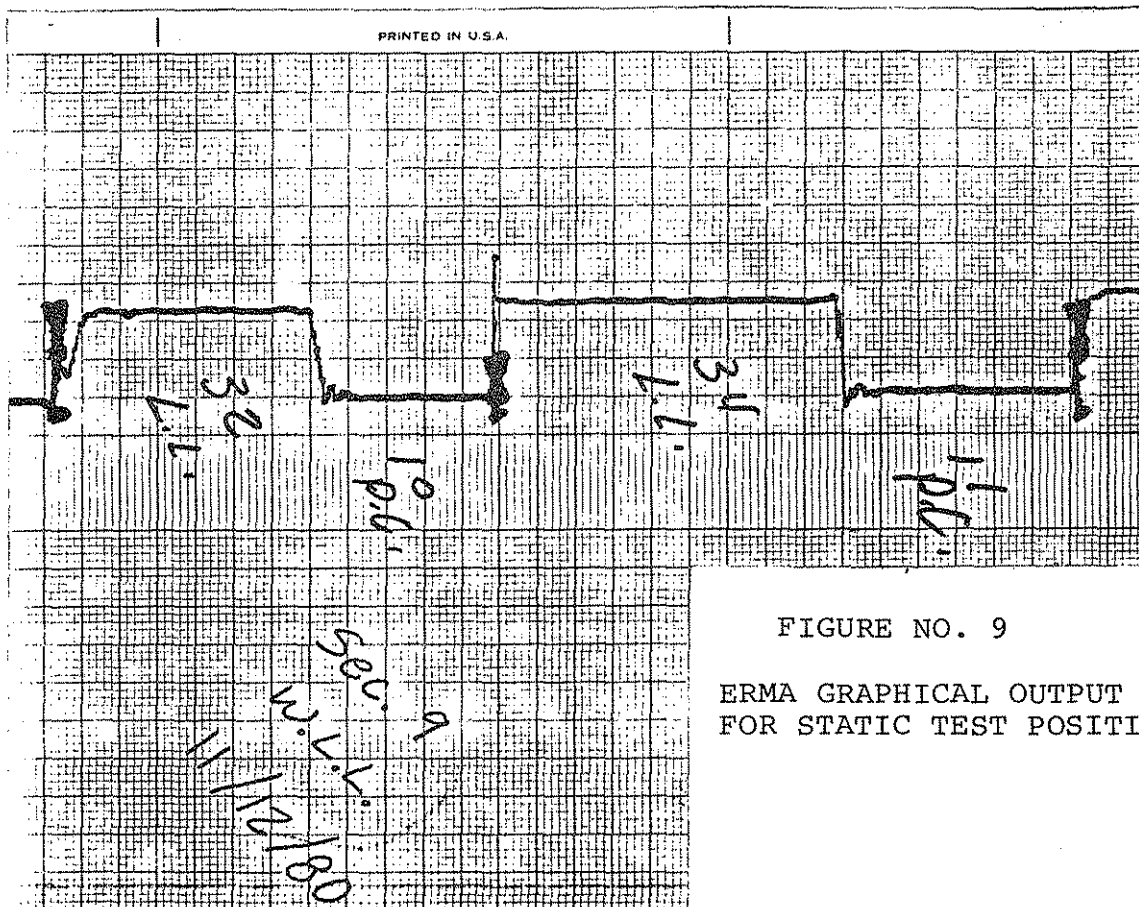 PRINTED IN U.S.A.
32
L.L.
10
P.C.
34
L.L.
11
P.C.
9
W.V.V.
11/12/80
FIGURE NO. 9
ERMA GRAPHICAL OUTPUT
FOR STATIC TEST POSITI